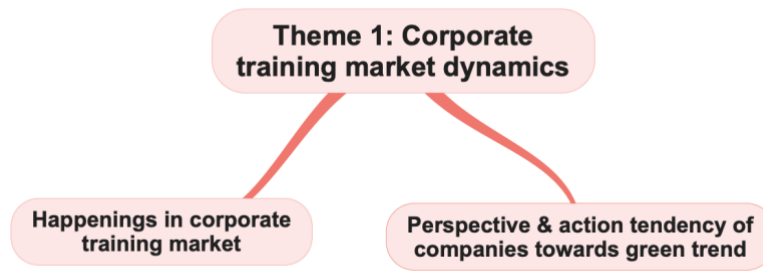 Theme 1: Corporate
training market dynamics
Happenings in corporate
training market
Perspective & action tendency of
companies towards green trend